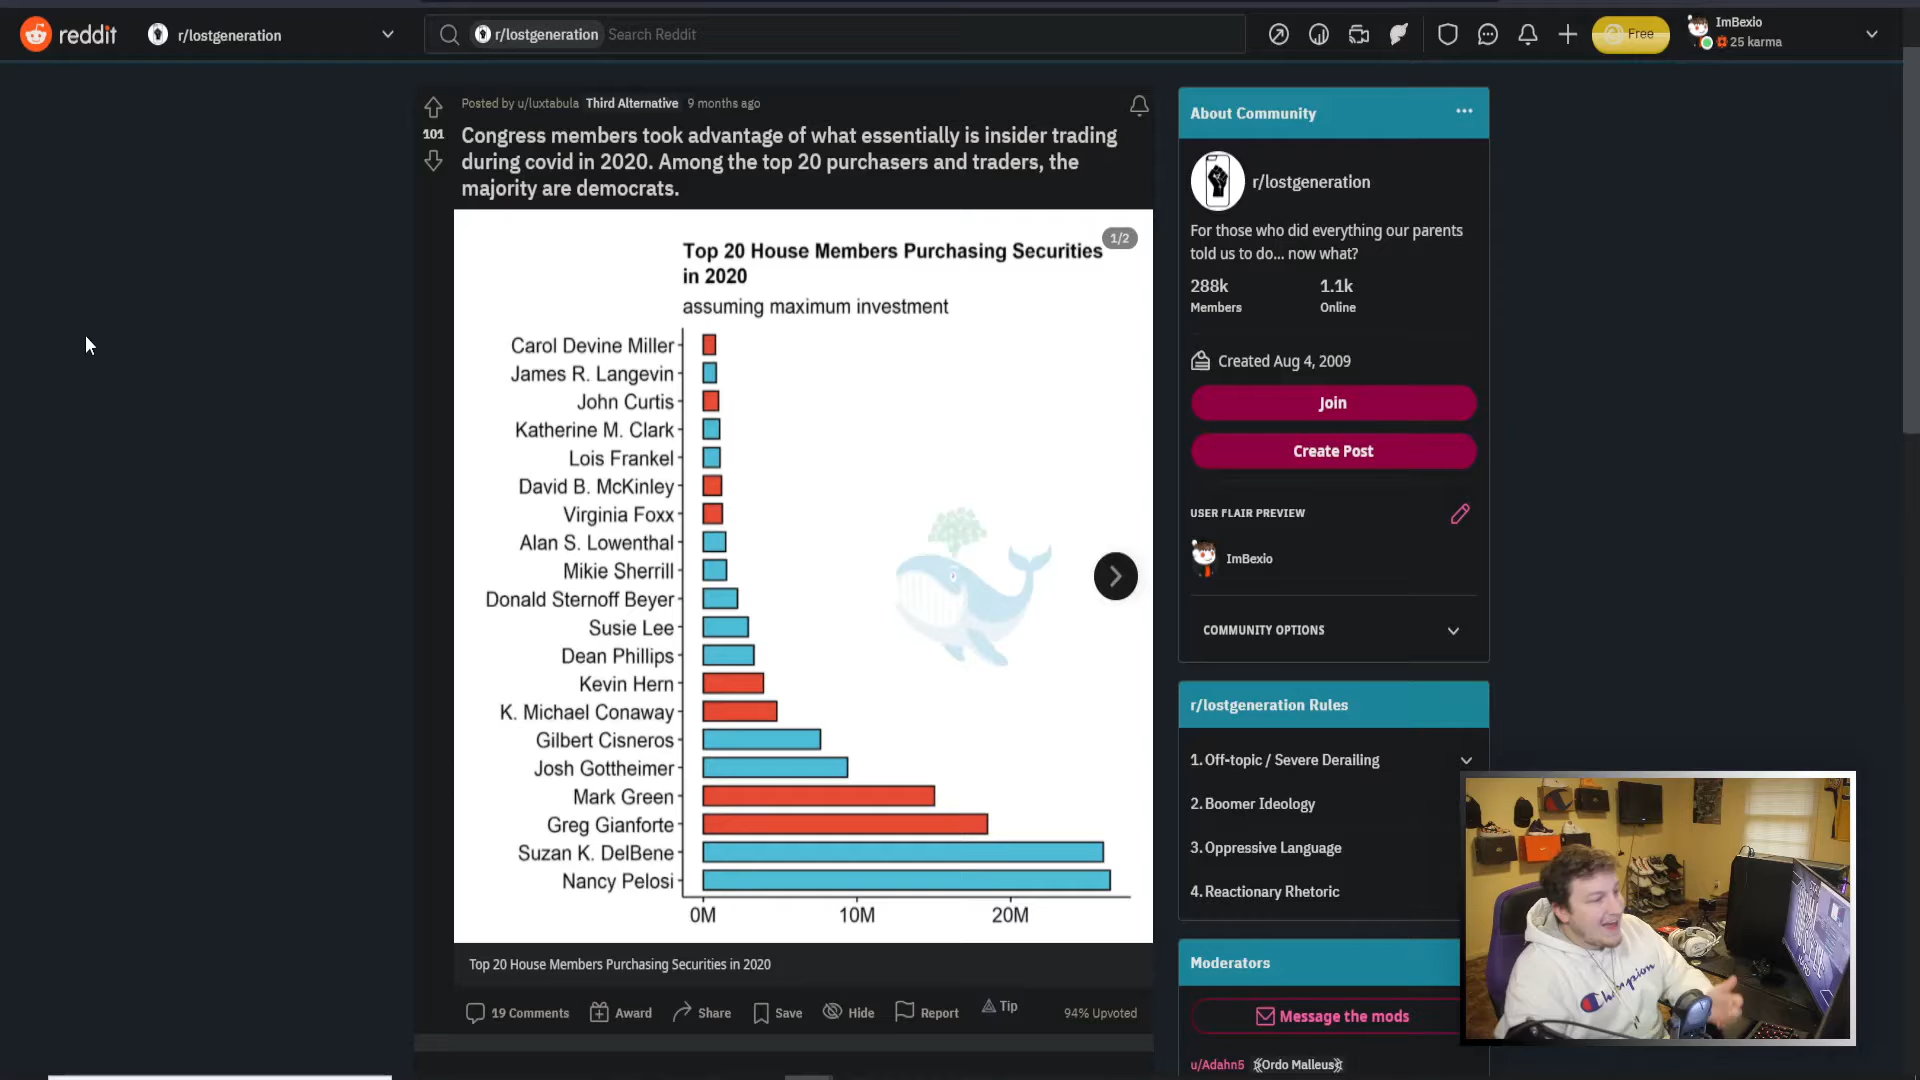 reddit
r/lostgeneration
r/lostgeneration Search Reddit
Free
ImBexio
25 karma
Posted by u/luxtabula Third Alternative 9 months ago
101
Congress members took advantage of what essentially is insider trading
during covid in 2020. Among the top 20 purchasers and traders, the
majority are democrats.
1/2
Top 20 House Members Purchasing Securities
in 2020
assuming maximum investment
Carol Devine Miller
James R. Langevin
John Curtis
Katherine M. Clark
Lois Frankel
David B. McKinley
Virginia Foxx
Alan S. Lowenthal
Mikie Sherrill
Donald Sternoff Beyer
Susie Lee
Dean Phillips
Kevin Hern
K. Michael Conaway
Gilbert Cisneros
Josh Gottheimer
Mark Green
Greg Gianforte
Suzan K. DelBene
Nancy Pelosi
0M 10M 20M
Top 20 House Members Purchasing Securities in 2020
19 Comments Award Share Save Hide Report Tip 94% Upvoted
About Community
r/lostgeneration
For those who did everything our parents
told us to do... now what?
288k 1.1k
Members Online
Created Aug 4, 2009
Join
Create Post
USER FLAIR PREVIEW
ImBexio
COMMUNITY OPTIONS
r/lostgeneration Rules
1. Off-topic / Severe Derailing
2. Boomer Ideology
3. Oppressive Language
4. Reactionary Rhetoric
Moderators
Message the mods
u/Adahn5 ⛧Ordo Malleus⛧
Champion